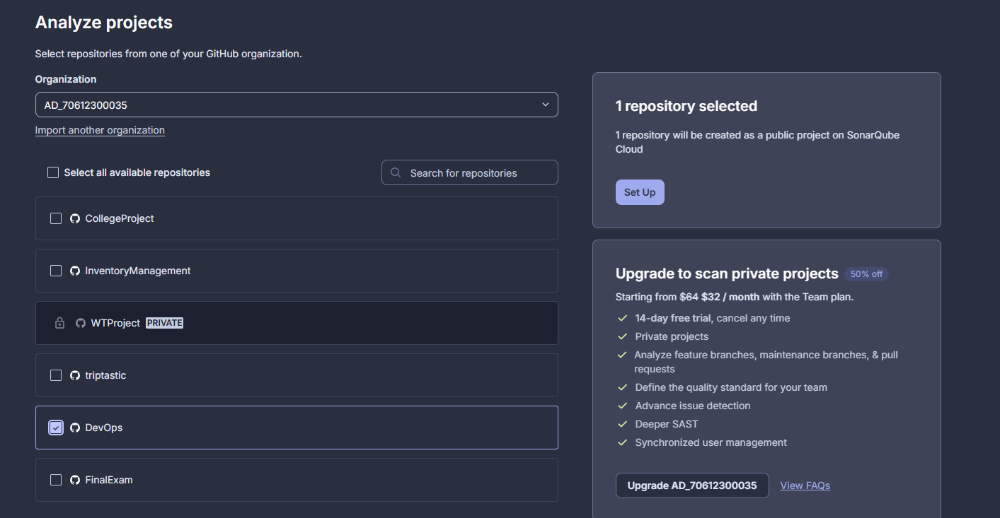 Analyze projects
Select repositories from one of your GitHub organization.
Organization
AD_70612300035
Import another organization
Select all available repositories
Search for repositories
CollegeProject
InventoryManagement
WTProject PRIVATE
triptastic
DevOps
FinalExam
1 repository selected
1 repository will be created as a public project on SonarQube
Cloud
Set Up
Upgrade to scan private projects 50% off
Starting from $64 $32 / month with the Team plan.
14-day free trial, cancel any time
Private projects
Analyze feature branches, maintenance branches, & pull
requests
Define the quality standard for your team
Advance issue detection
Deeper SAST
Synchronized user management
Upgrade AD_70612300035
View FAQs